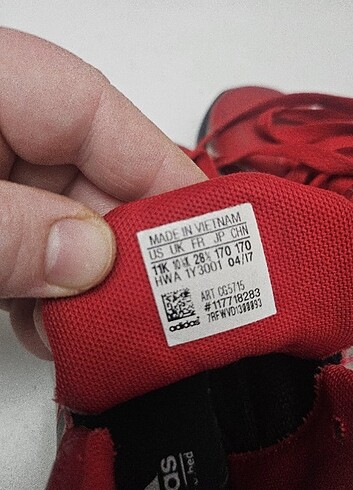 MADE IN VIETNAM
US UK FR JP CHN
11K 10½K 28½ 170 170
HWA 1Y3001 04/17
ART CG5715
#117718283
adidas
das